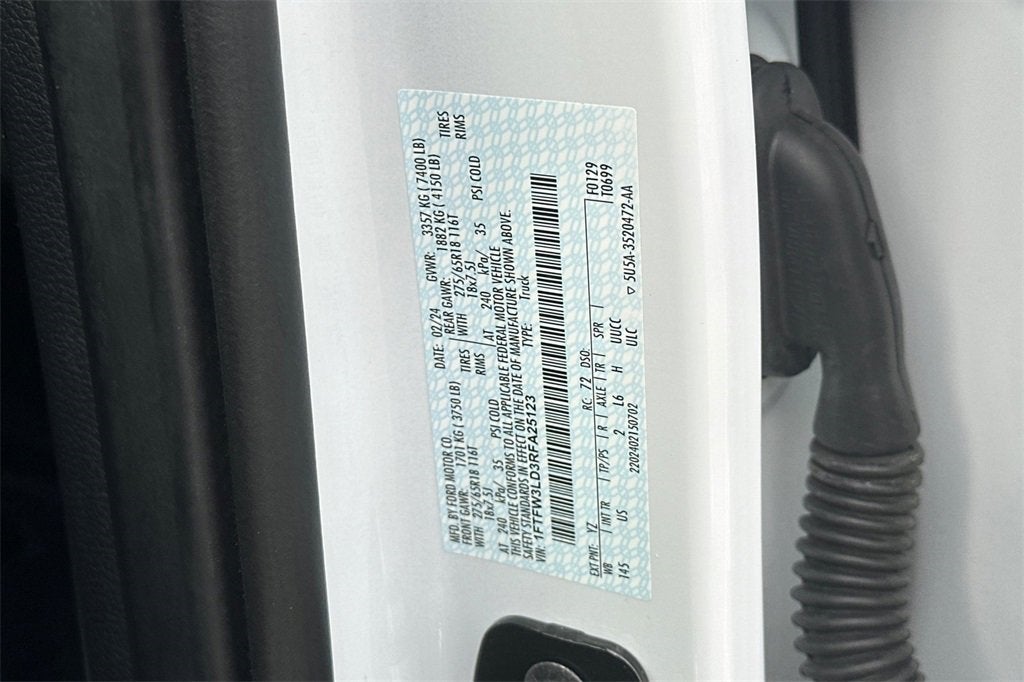 MFD. BY FORD MOTOR CO. DATE: 02/24 GVWR: 3357 KG ( 7400 LB)
FRONT GAWR: 1701 KG ( 3750 LB) REAR GAWR: 1882 KG ( 4150 LB)
WITH 275/65R18 116T TIRES WITH 275/65R18 116T TIRES
18x7.5J RIMS 18x7.5J RIMS
AT 240 kPa/ 35 PSI COLD AT 240 kPa/ 35 PSI COLD
THIS VEHICLE CONFORMS TO ALL APPLICABLE FEDERAL MOTOR VEHICLE
SAFETY STANDARDS IN EFFECT ON THE DATE OF MANUFACTURE SHOWN ABOVE.
VIN: 1FTFW3LD3RFA25123 TYPE: Truck
EXT PNT: YZ RC: 72 DSO: F0129
WB INT TR TP/PS R AXLE TR SPR T0699
145 US 2 L6 H UUCC
2202402150702 ULC ▽ 5U5A-3520472-AA